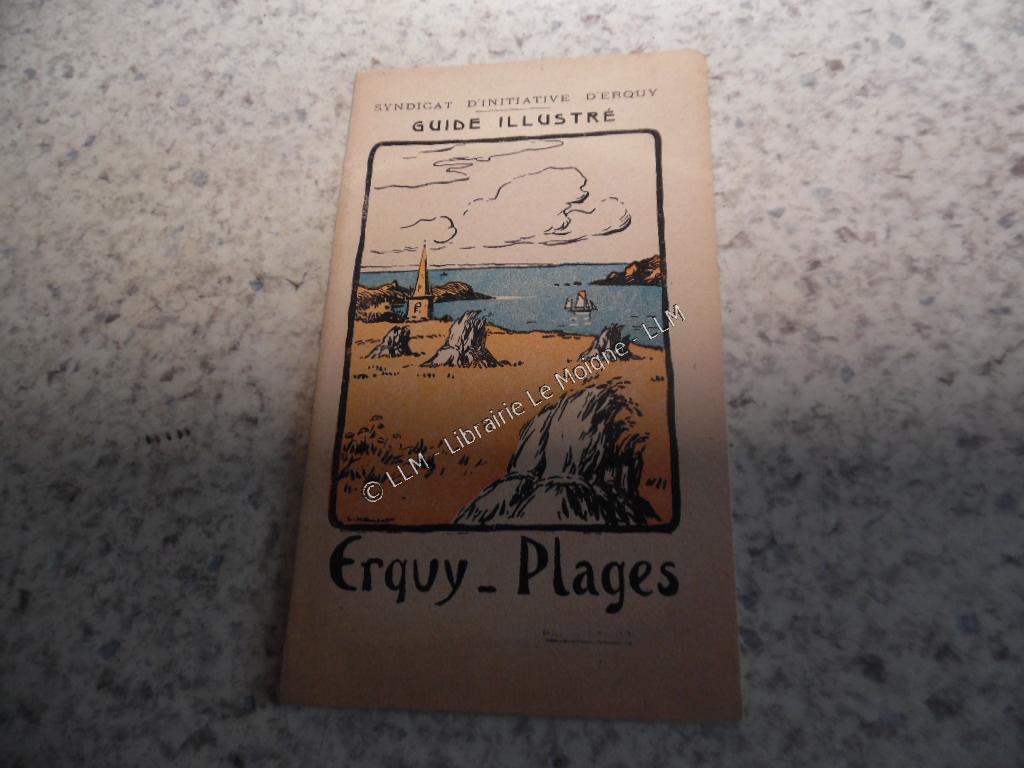 SYNDICAT D'INITIATIVE D'ERQUY
GUIDE ILLUSTRÉ
© LLM - Librairie Le Moigne - LLM
Erquy - Plages